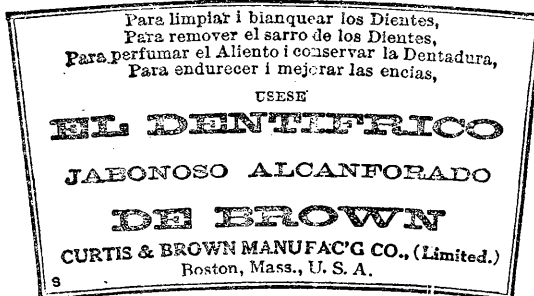 Para limpiar i blanquear los Dientes,
Para remover el sarro de los Dientes,
Para perfumar el Aliento i conservar la Dentadura,
Para endurecer i mejorar las encias,
USESE
EL DENTIFRICO
JABONOSO ALCANFORADO
DE BROWN
CURTIS & BROWN MANUFAC'G CO., (Limited.)
Boston, Mass., U. S. A.
S